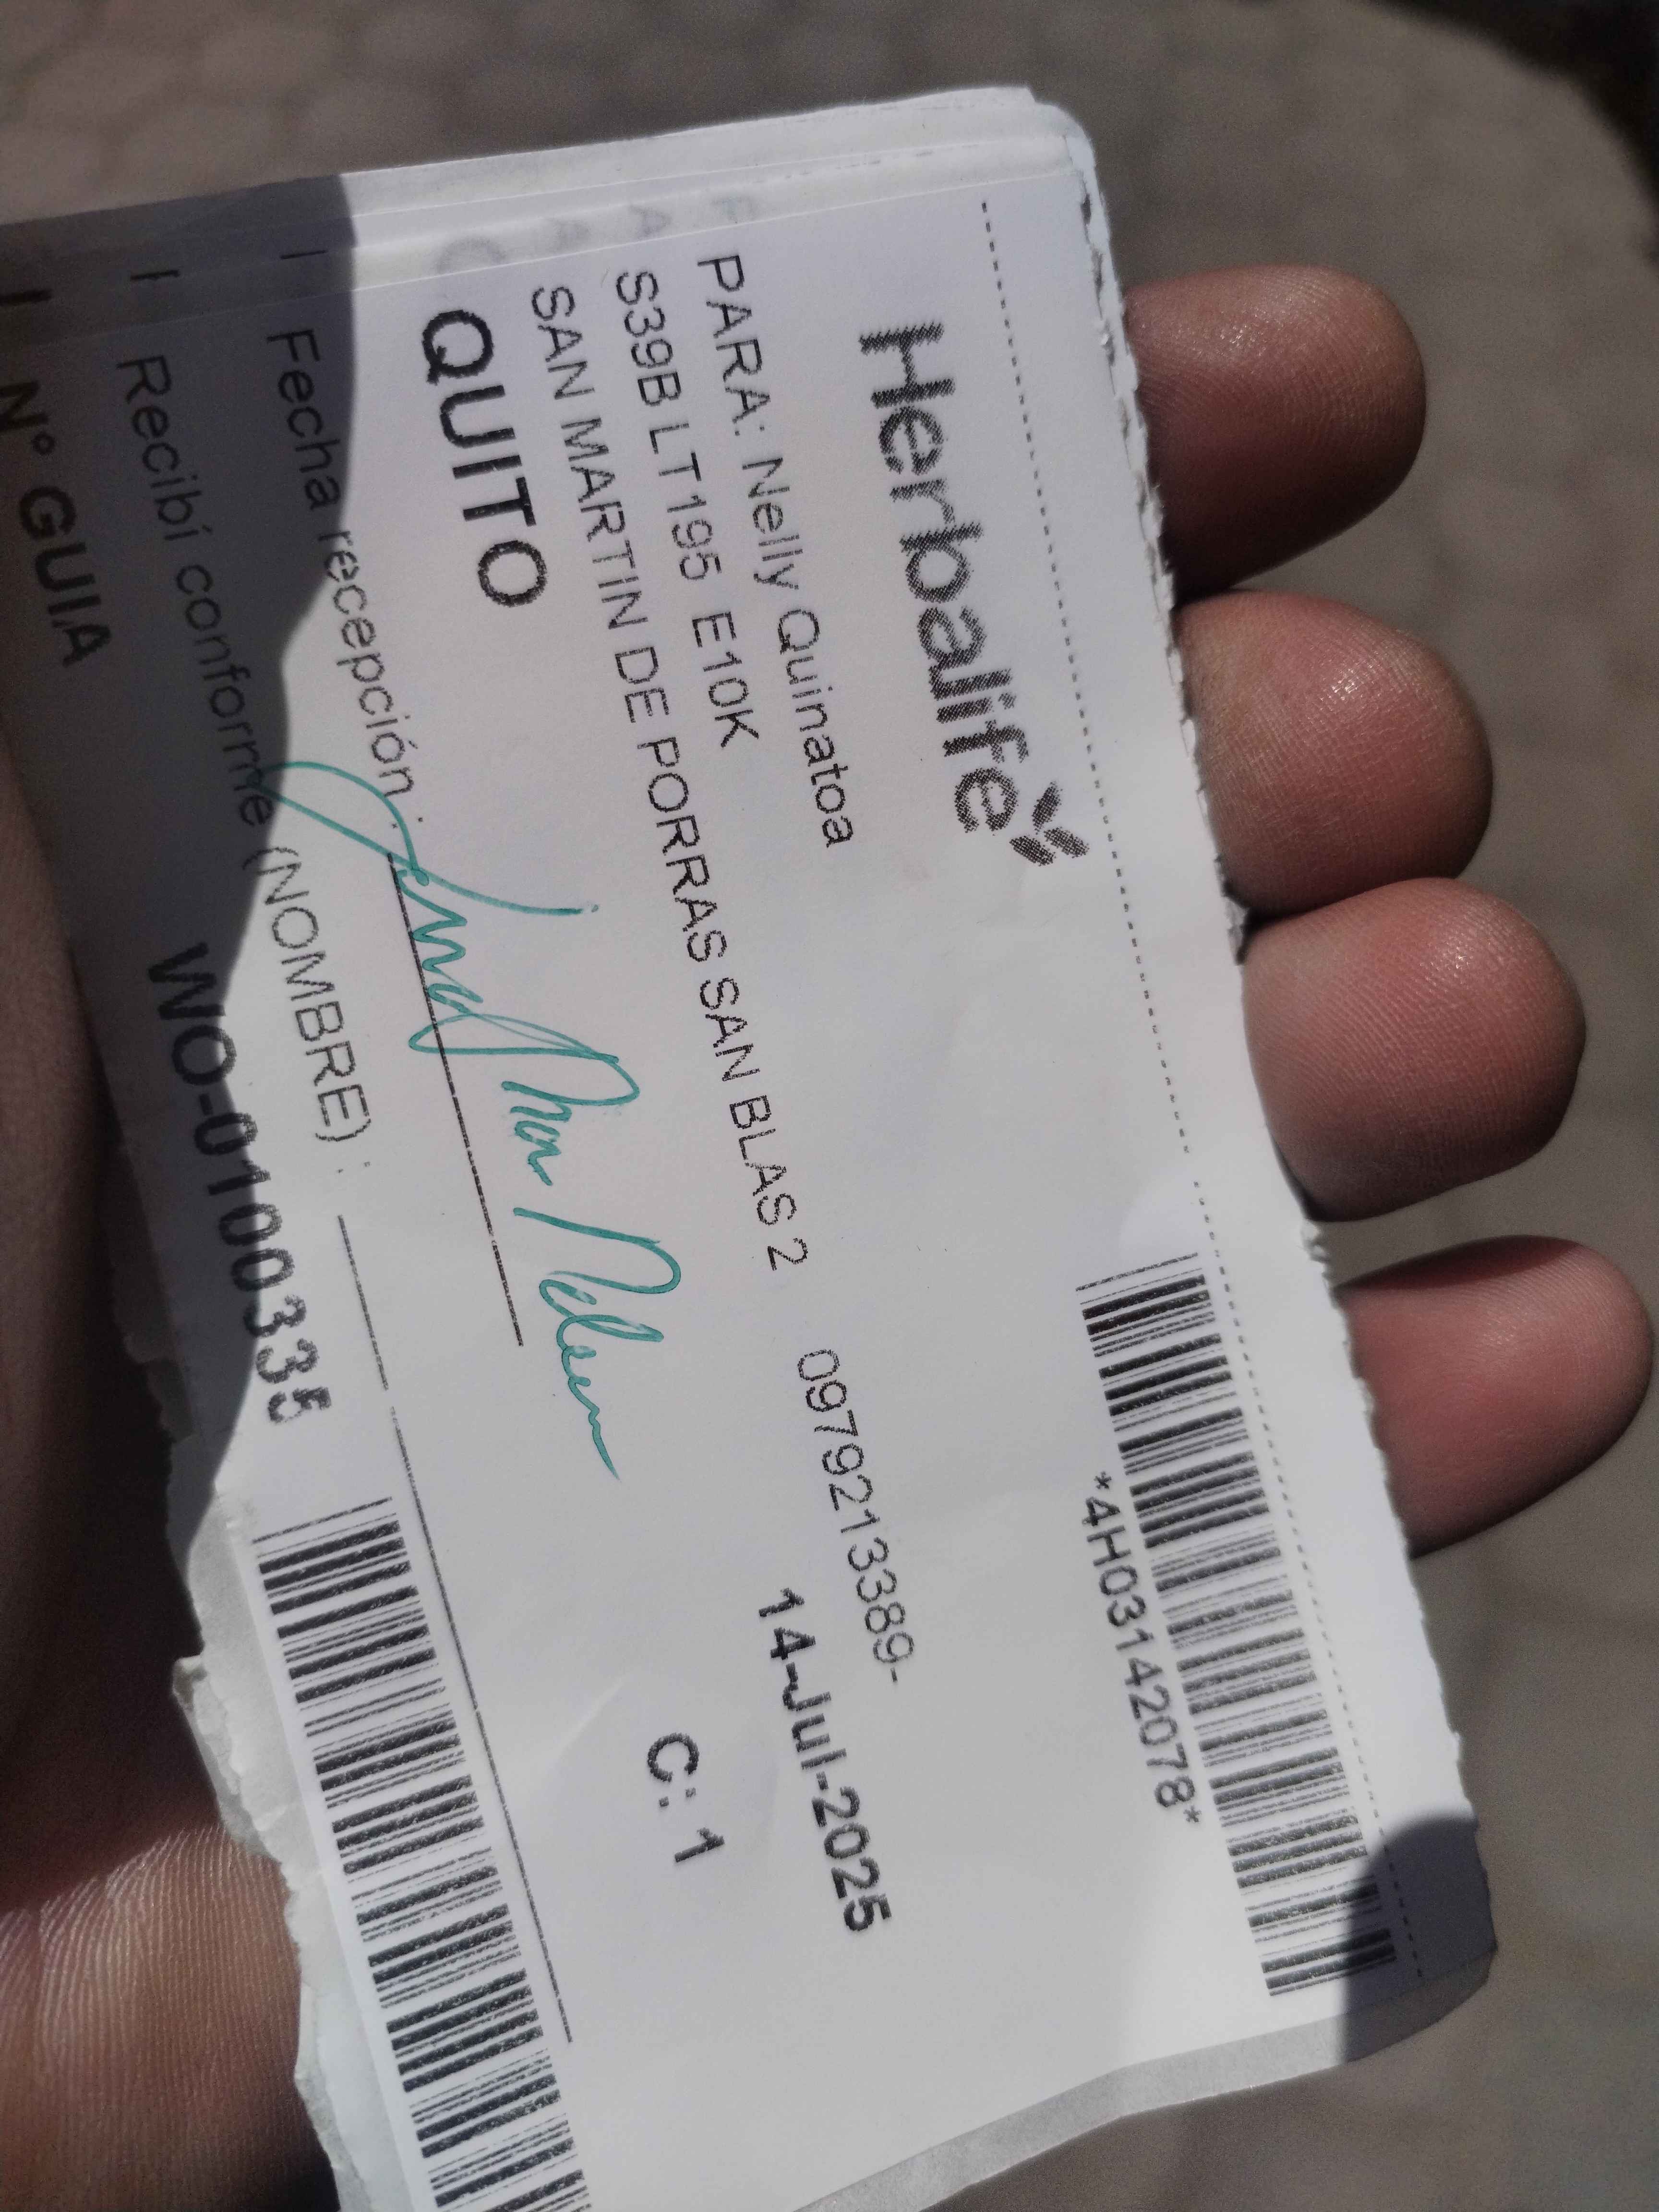 Herbalife
*4H03142078*
PARA: Nelly Quinatoa
0979213389-
S39B LT195 E10K
14-Jul-2025
SAN MARTIN DE PORRAS SAN BLAS 2
QUITO
C: 1
Fecha recepción :
Recibí conforme (NOMBRE) :
N° GUIA
WO-0100335